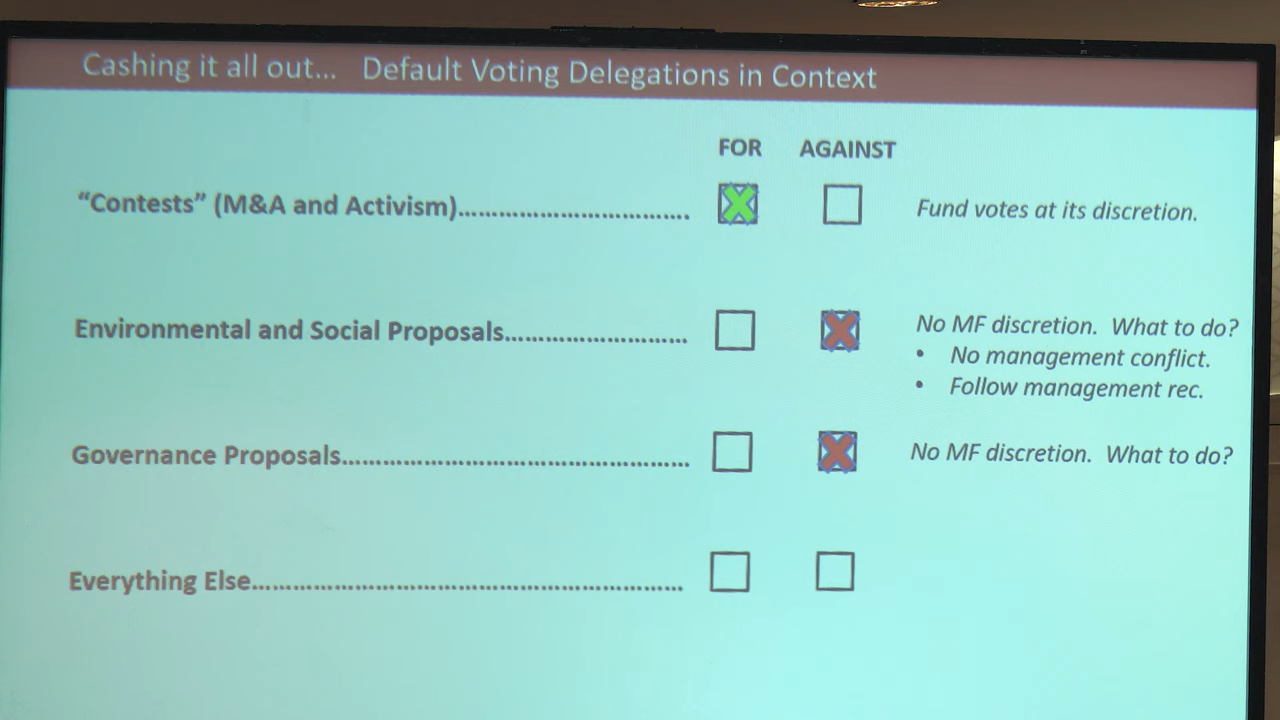 Cashing it all out... Default Voting Delegations in Context
FOR AGAINST
“Contests” (M&A and Activism).................................. Fund votes at its discretion.
Environmental and Social Proposals........................... No MF discretion. What to do?
• No management conflict.
• Follow management rec.
Governance Proposals................................................... No MF discretion. What to do?
Everything Else...............................................................